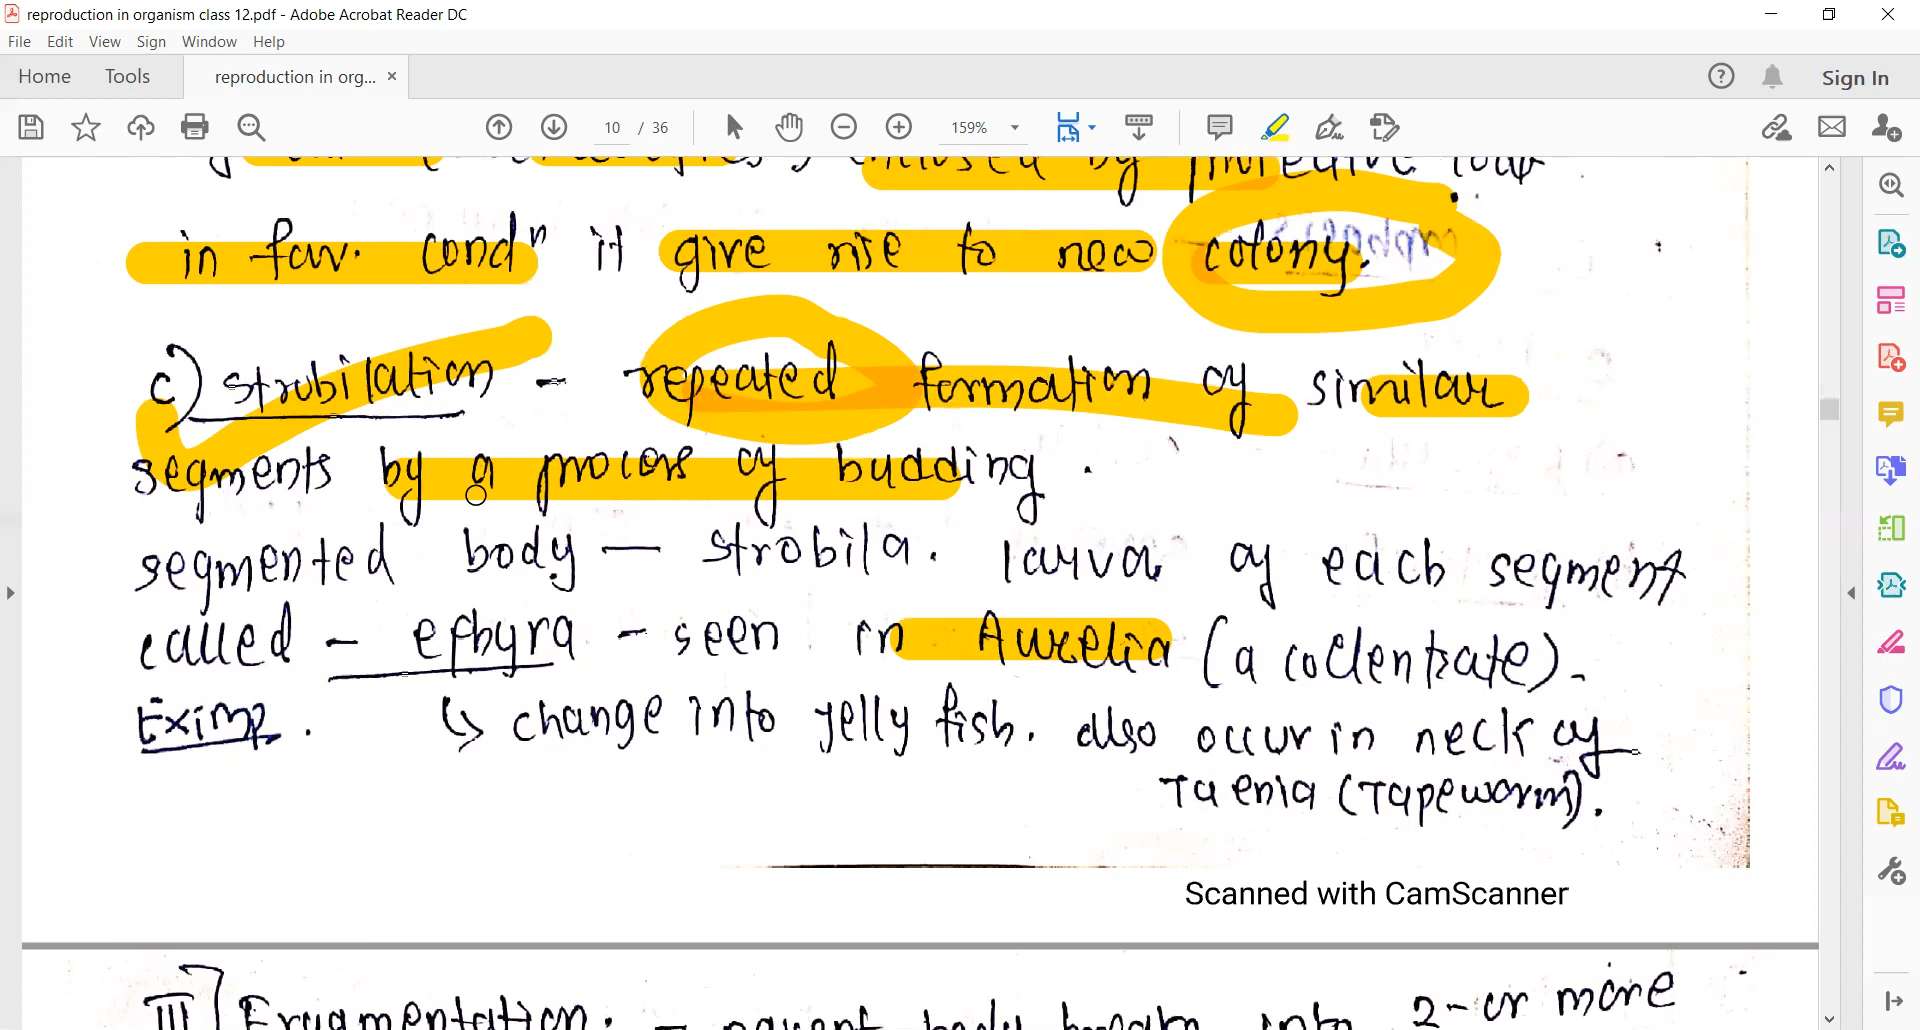 reproduction in organism class 12.pdf - Adobe Acrobat Reader DC
File Edit View Sign Window Help
Home Tools reproduction in org... ×
Sign In
10 / 36 159%
enclosed by
in fav. condⁿ it give rise to new colony.
c) strobilation - repeated formation of similar
segments by a process of budding.
segmented body — strobila. larva of each segment
called - ephyra - seen in Aurelia (a coelentrate).
Eximp. ↳ change into jelly fish. also occur in neck of
Taenia (Tapeworm).
Scanned with CamScanner
III] Fragmentation: - parent body break into 2-or more